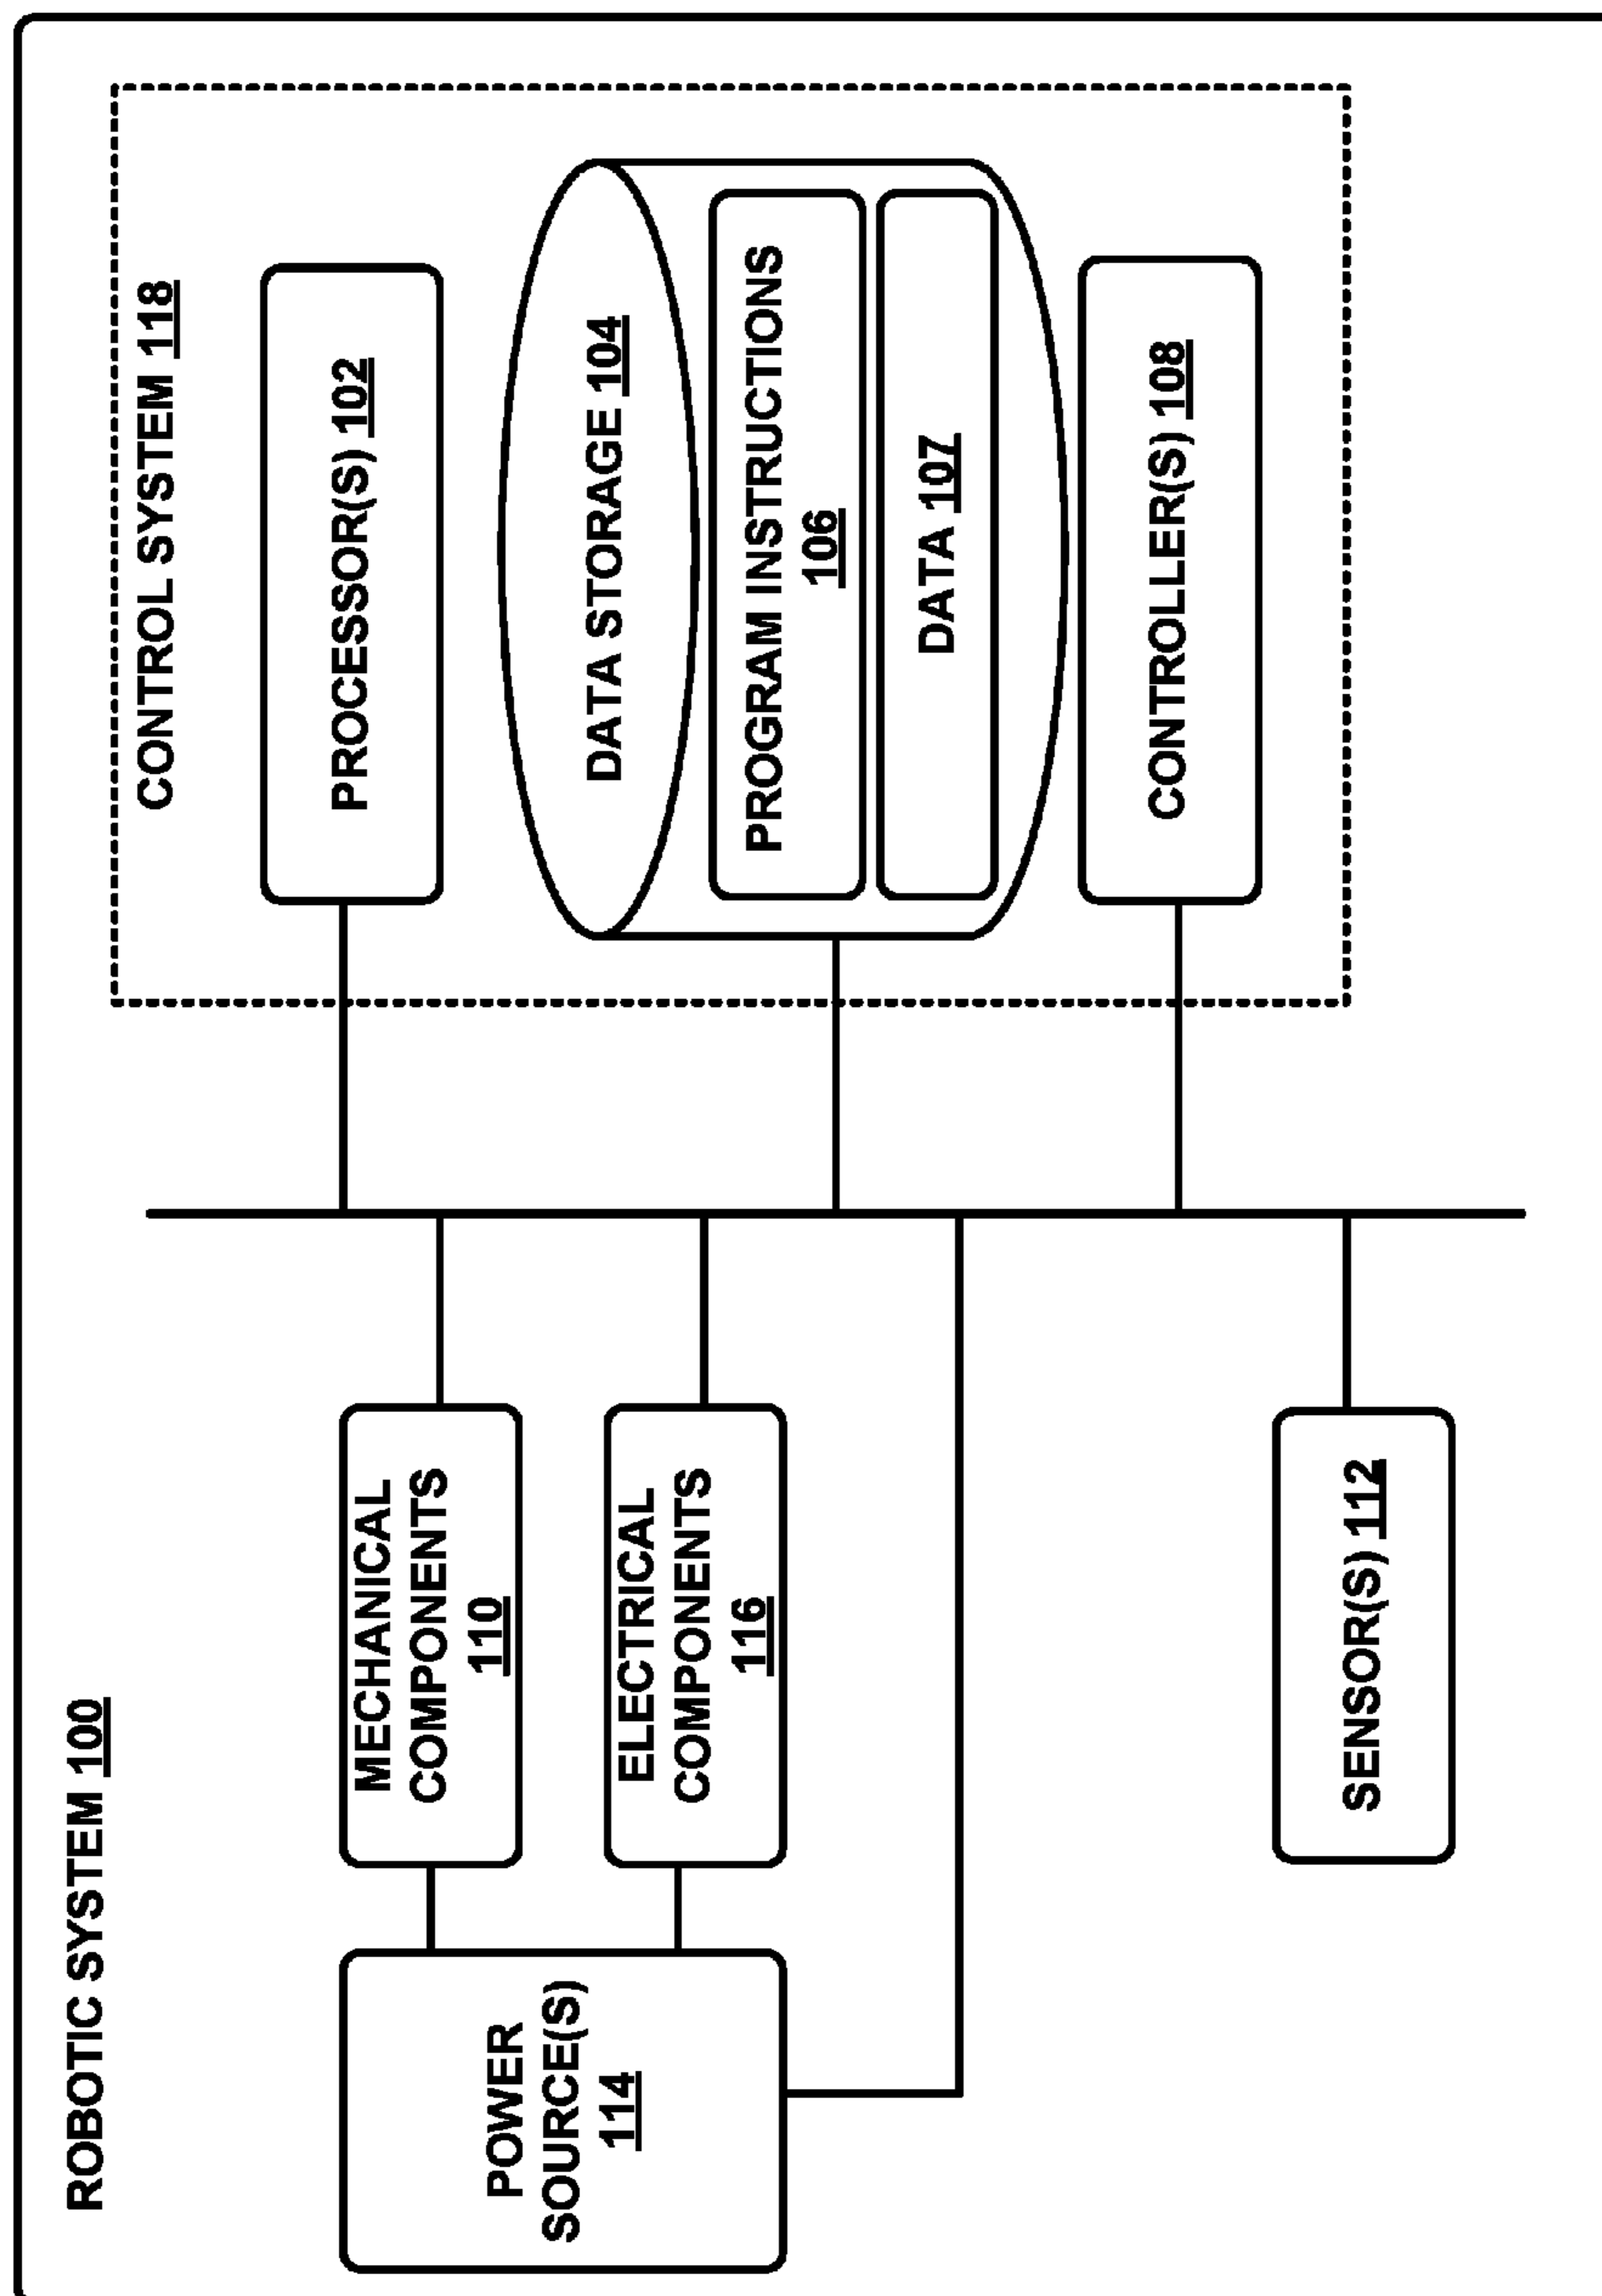 ROBOTIC SYSTEM 100
CONTROL SYSTEM 118
PROCESSOR(S) 102
DATA STORAGE 104
PROGRAM INSTRUCTIONS
106
DATA 107
CONTROLLER(S) 108
MECHANICAL
COMPONENTS
110
ELECTRICAL
COMPONENTS
116
POWER
SOURCE(S)
114
SENSOR(S) 112